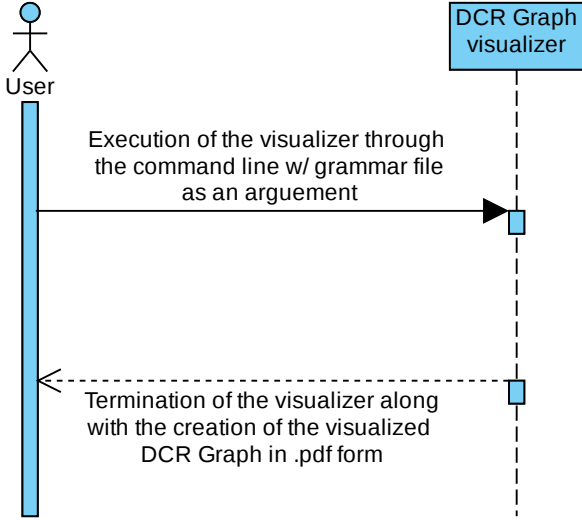 DCR Graph
visualizer
User
Execution of the visualizer through
the command line w/ grammar file
as an arguement
Termination of the visualizer along
with the creation of the visualized
DCR Graph in .pdf form